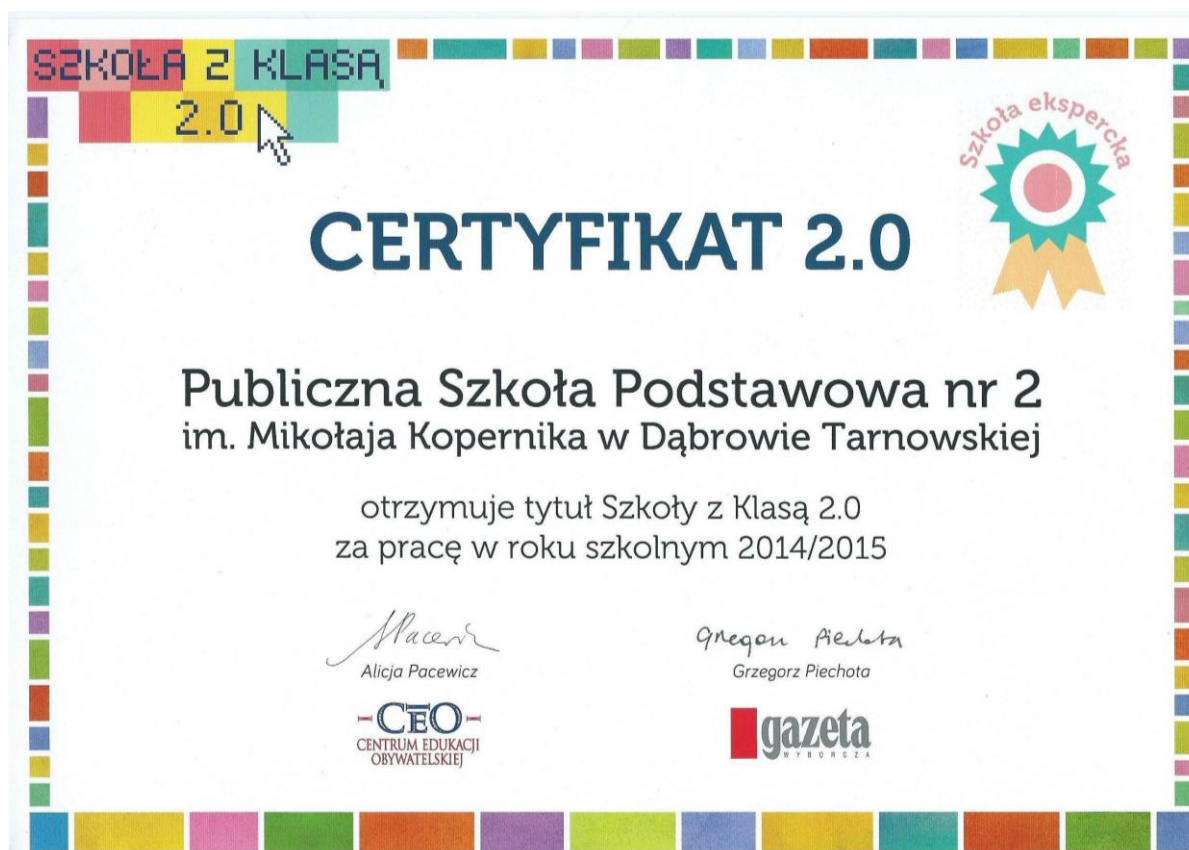 SZKOŁA Z KLASĄ
2.0
Szkoła ekspercka
CERTYFIKAT 2.0
Publiczna Szkoła Podstawowa nr 2
im. Mikołaja Kopernika w Dąbrowie Tarnowskiej
otrzymuje tytuł Szkoły z Klasą 2.0
za pracę w roku szkolnym 2014/2015
Alicja Pacewicz
Grzegorz Piechota
CEO
CENTRUM EDUKACJI
OBYWATELSKIEJ
gazeta
WYBORCZA